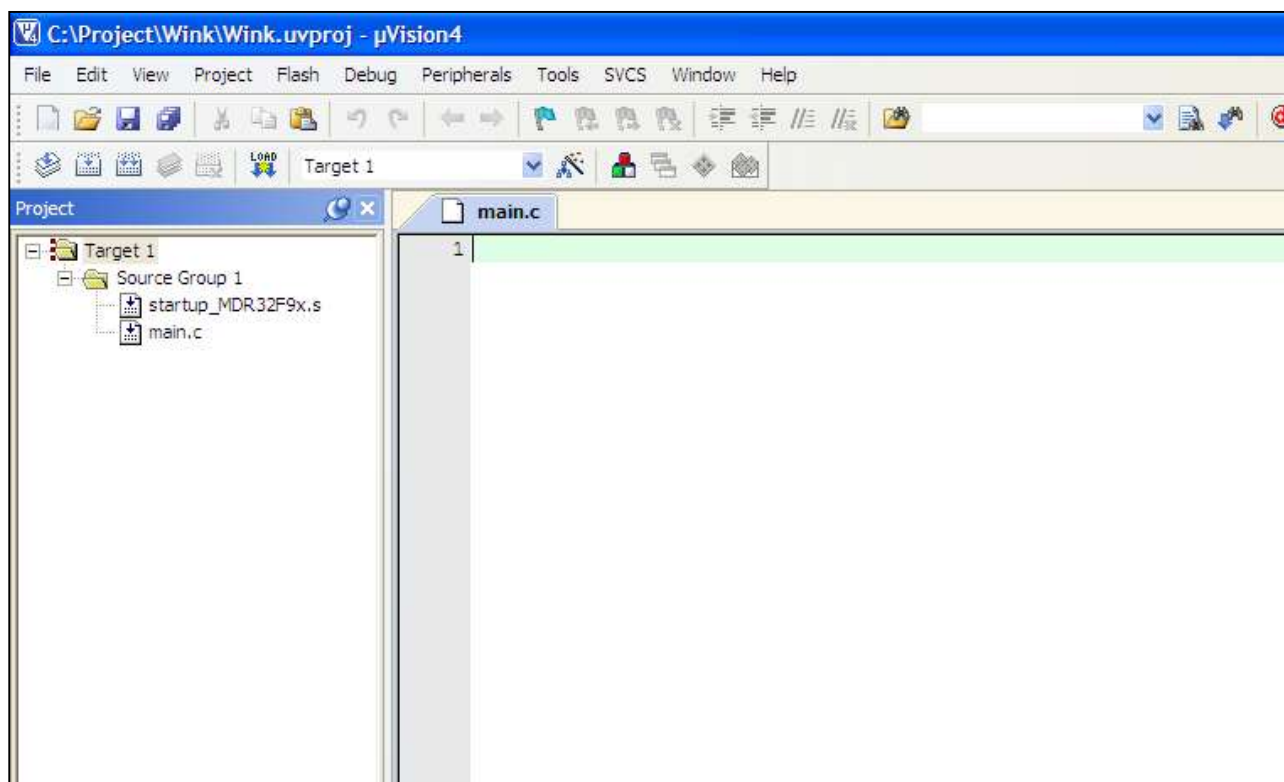 C:\Project\Wink\Wink.uvproj - µVision4
File Edit View Project Flash Debug Peripherals Tools SVCS Window Help
LOAD Target 1
Project
main.c
Target 1
1
Source Group 1
startup_MDR32F9x.s
main.c